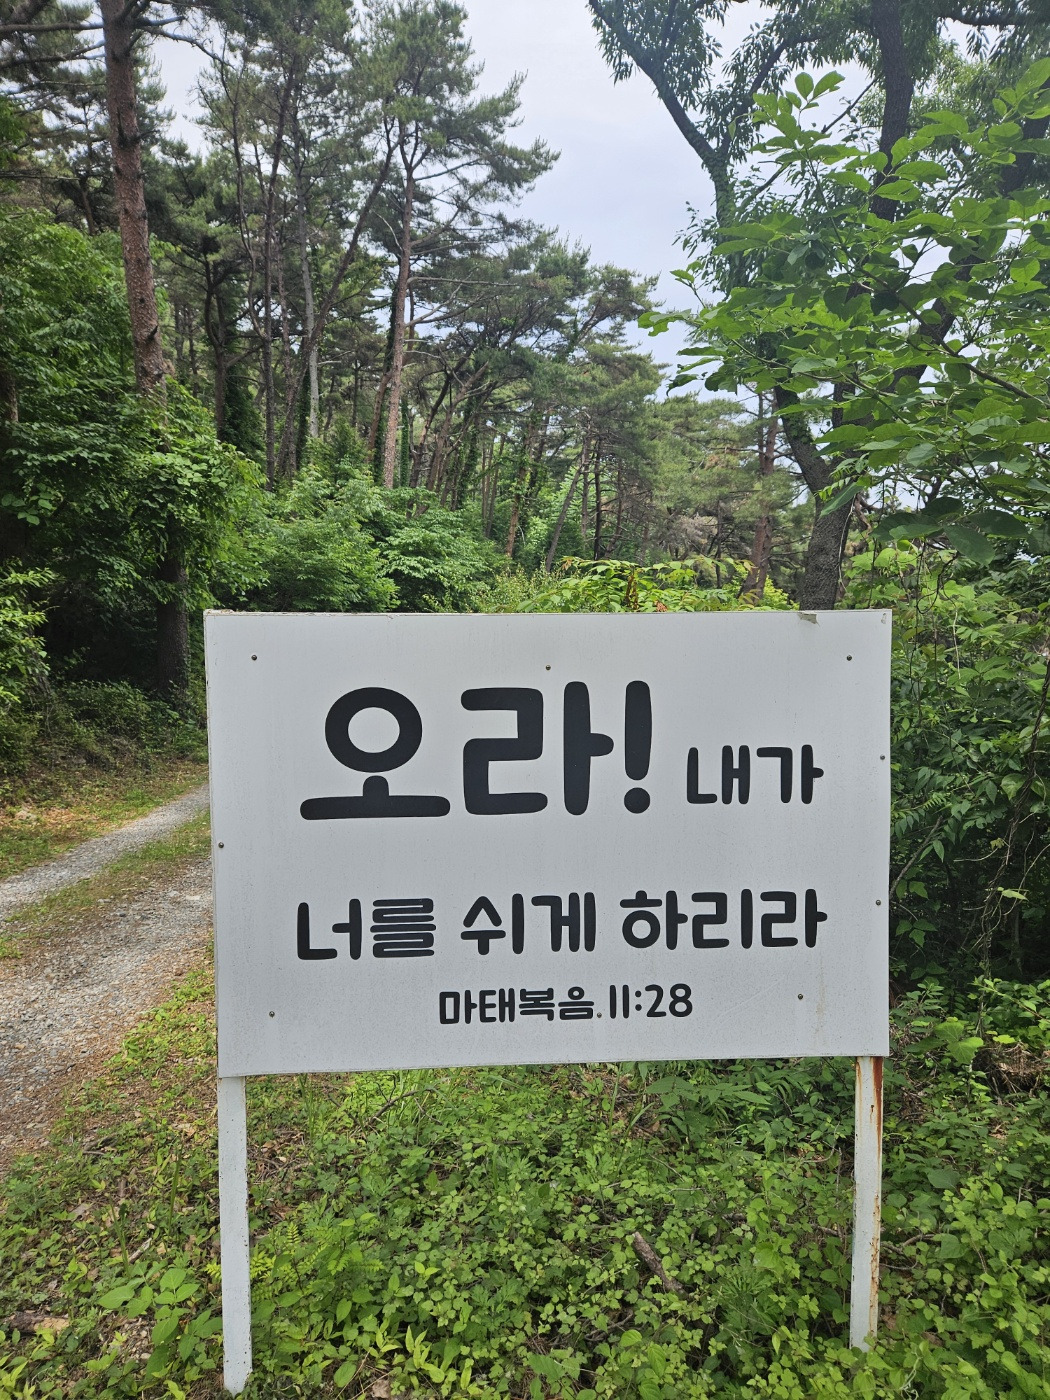 오라! 내가
너를 쉬게 하리라
마태복음. 11:28